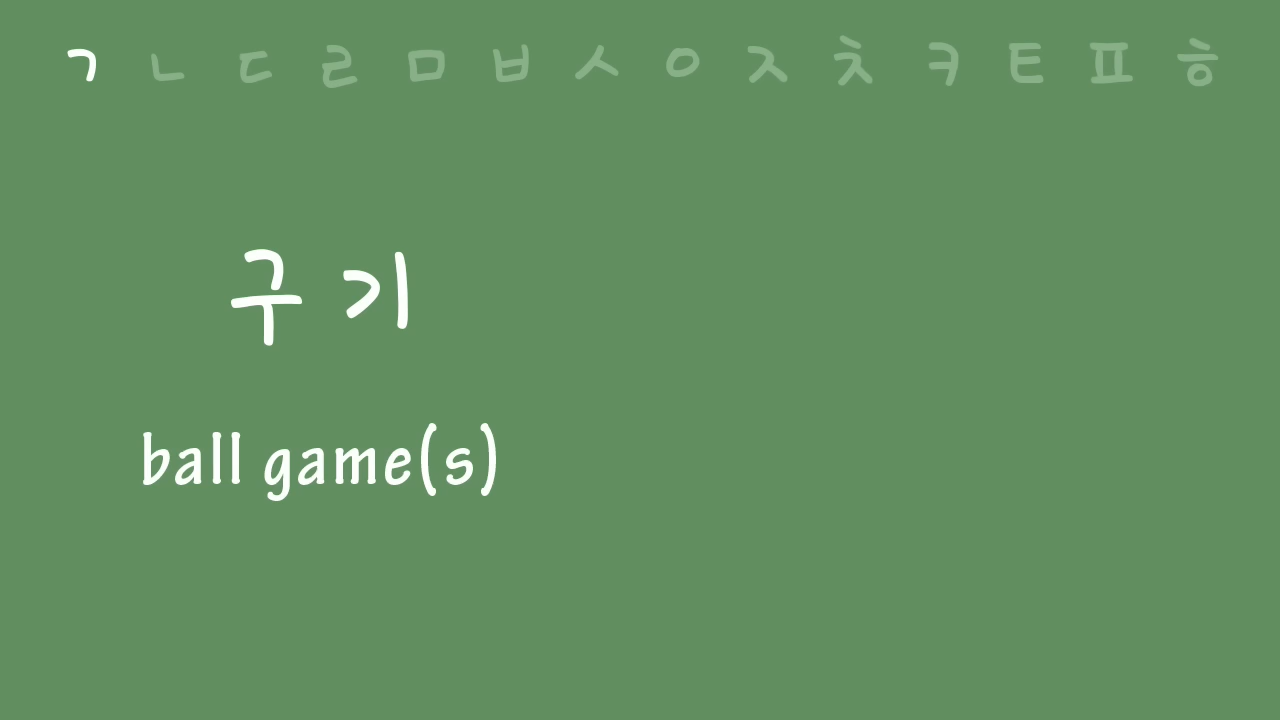 ㄱ ㄴ ㄷ ㄹ ㅁ ㅂ ㅅ ㅇ ㅈ ㅊ ㅋ ㅌ ㅍ ㅎ
구기
ball game(s)